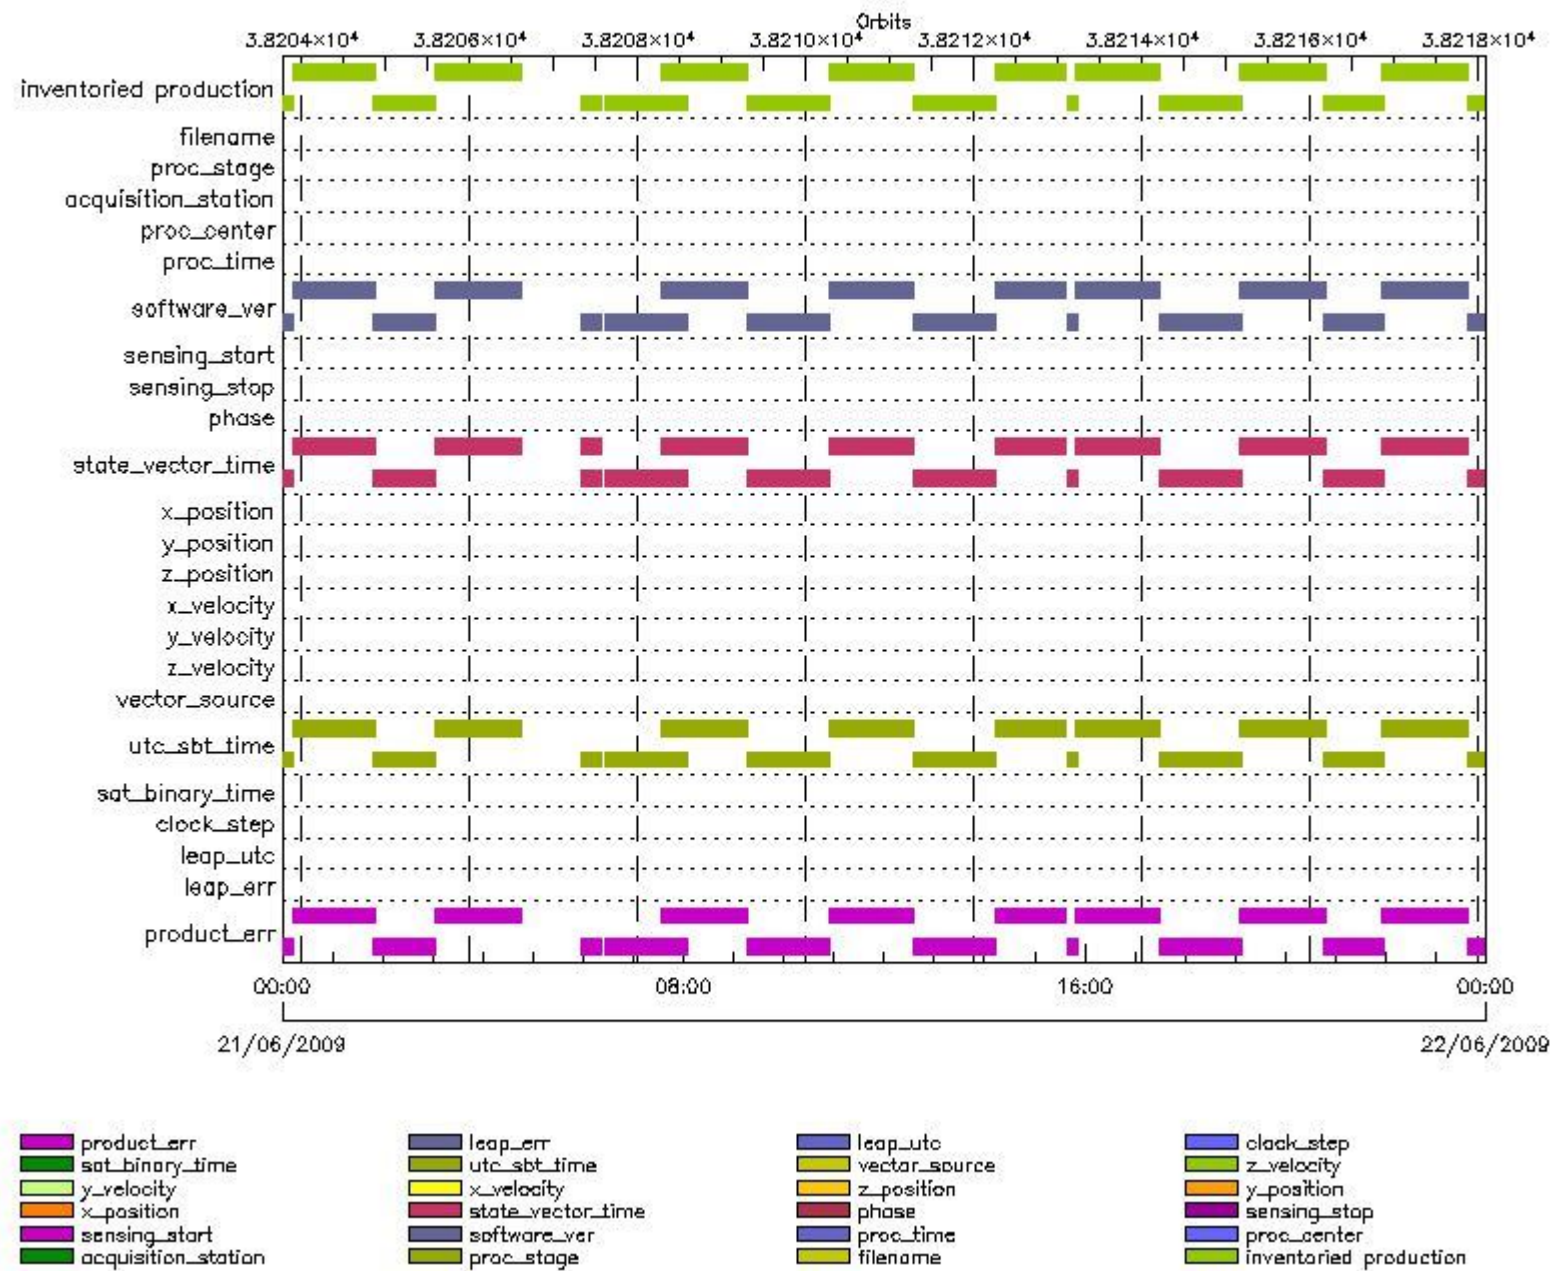 Orbits
3.8204×10⁴ 3.8206×10⁴ 3.8208×10⁴ 3.8210×10⁴ 3.8212×10⁴ 3.8214×10⁴ 3.8216×10⁴ 3.8218×10⁴
inventoried production
filename
proc_stage
acquisition_station
proc_center
proc_time
software_ver
sensing_start
sensing_stop
phase
state_vector_time
x_position
y_position
z_position
x_velocity
y_velocity
z_velocity
vector_source
utc_sbt_time
sat_binary_time
clock_step
leap_utc
leap_err
product_err
00:00 08:00 16:00 00:00
21/06/2009 22/06/2009
product_err leap_err leap_utc clock_step
sat_binary_time utc_sbt_time vector_source z_velocity
y_velocity x_velocity z_position y_position
x_position state_vector_time phase sensing_stop
sensing_start software_ver proc_time proc_center
acquisition_station proc_stage filename inventoried production